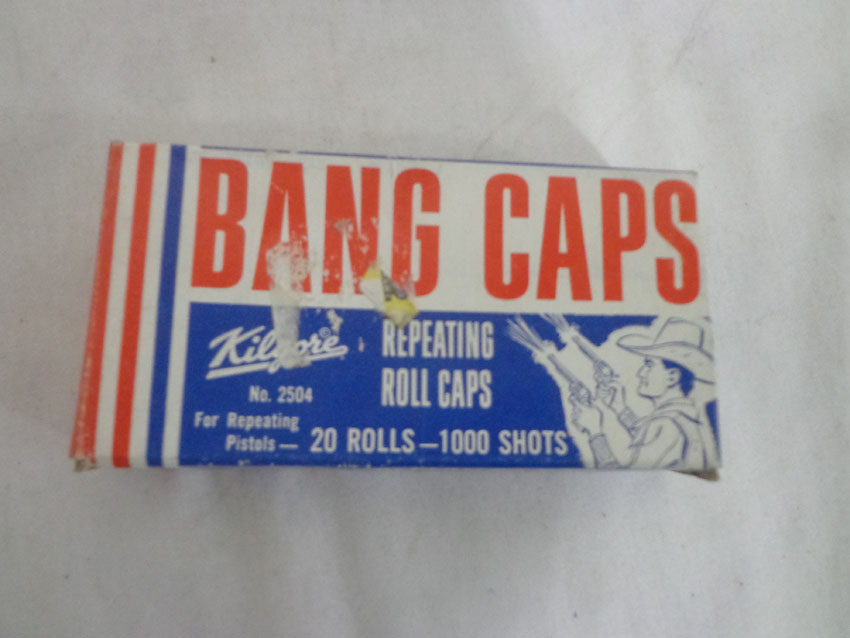 BANG CAPS
Kilgore®
REPEATING
ROLL CAPS
No. 2504
For Repeating
Pistols— 20 ROLLS—1000 SHOTS